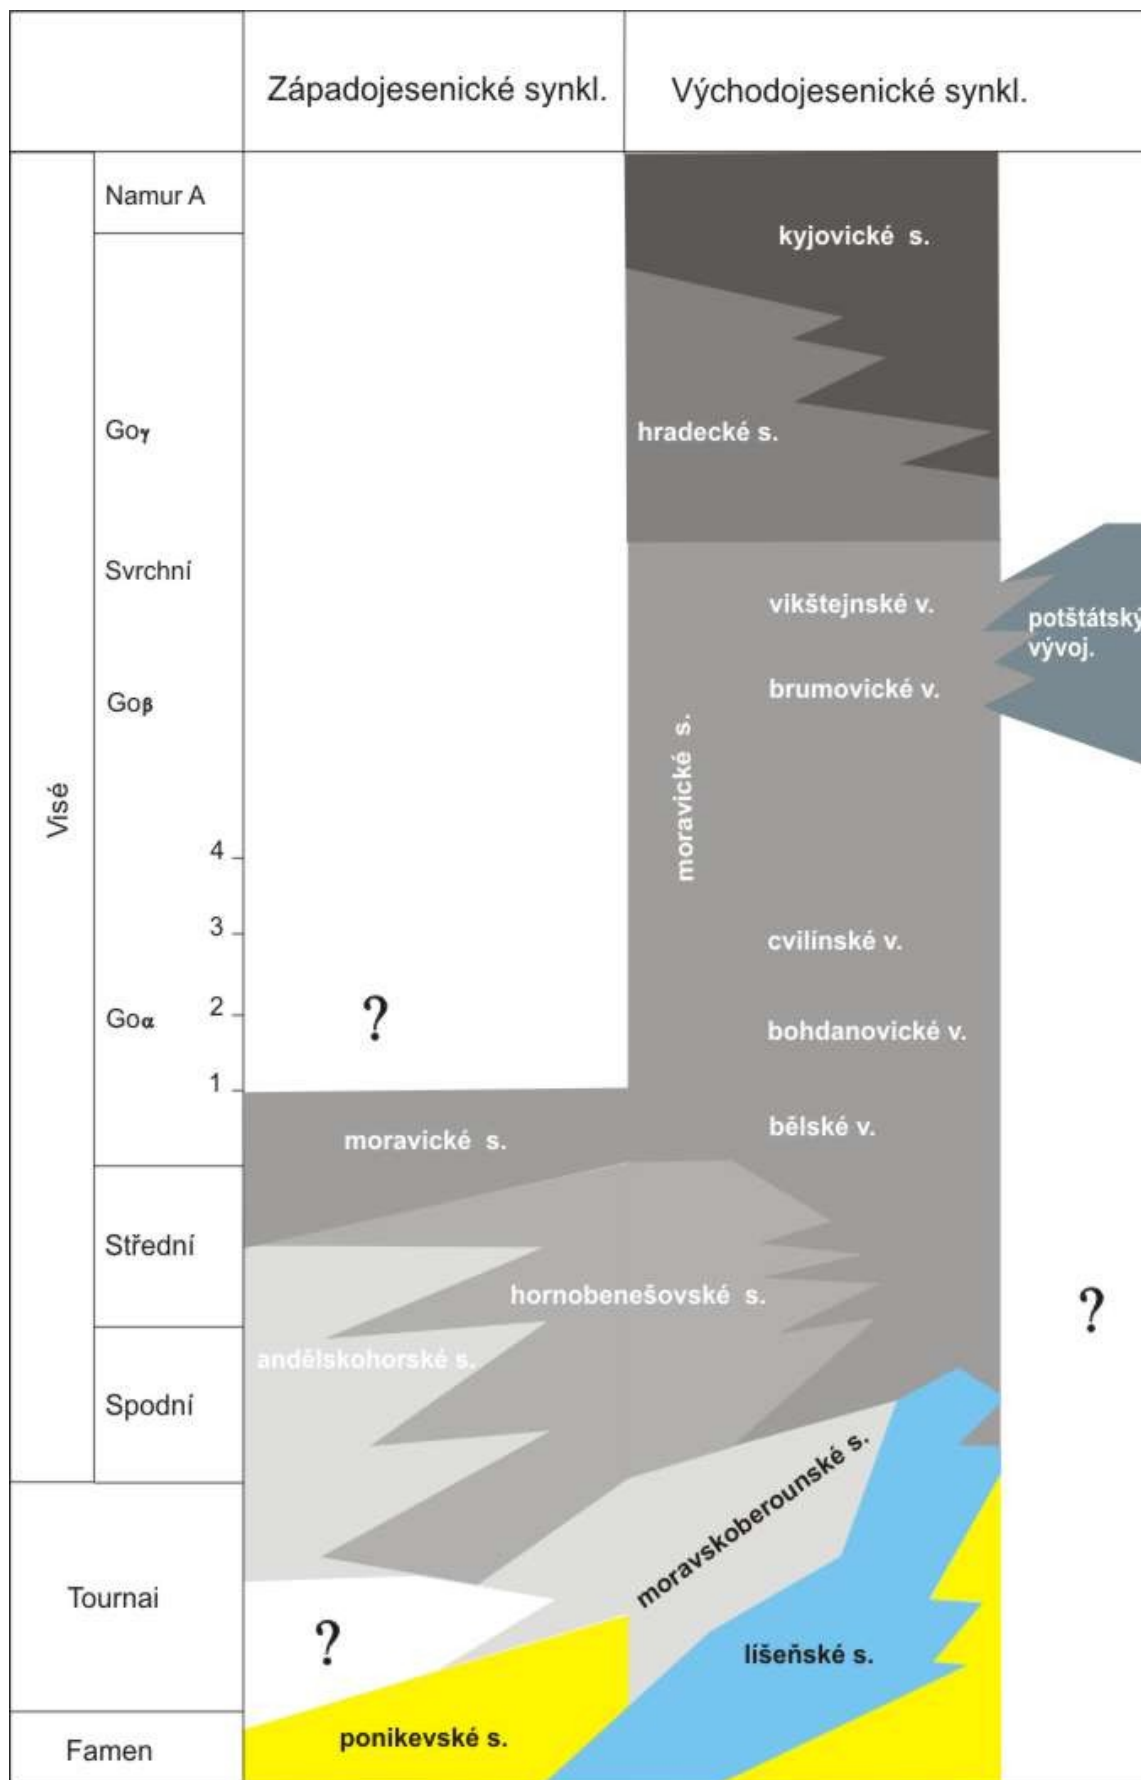 Západojesenické synkl.
Východojesenické synkl.
Namur A
kyjovické s.
Goγ
hradecké s.
Svrchní
vikštejnské v.
potštátský
vývoj.
Goβ
brumovické v.
moravické s.
Visé
4
3
cvilínské v.
Goα
2
?
bohdanovické v.
1
moravické s.
bělské v.
Střední
hornobenešovské s.
?
andělskohorské s.
Spodní
moravskoberounské s.
Tournai
?
líšeňské s.
ponikevské s.
Famen